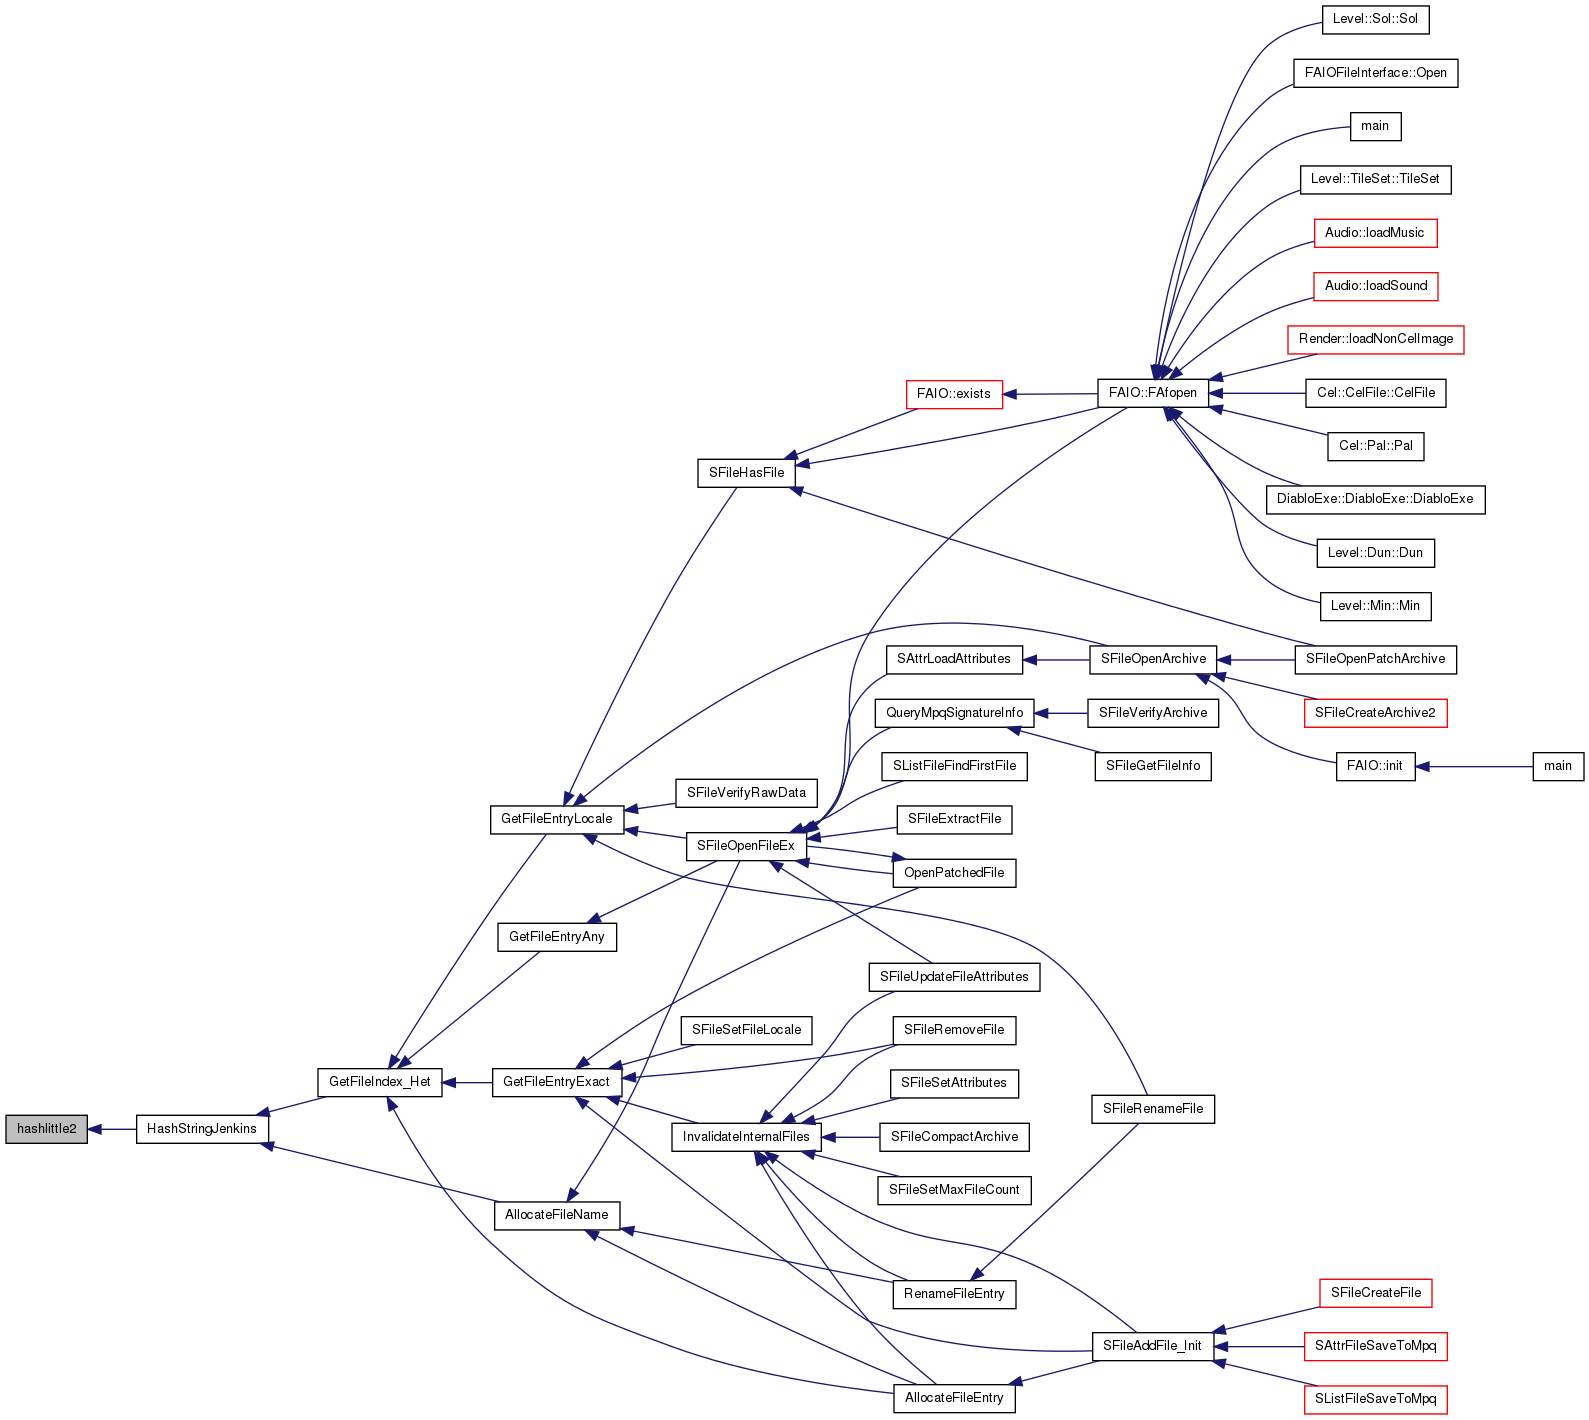 Level::Sol::Sol
FAIOFileInterface::Open
main
Level::TileSet::TileSet
Audio::loadMusic
Audio::loadSound
Render::loadNonCelImage
FAIO::exists
FAIO::FAfopen
Cel::CelFile::CelFile
Cel::Pal::Pal
SFileHasFile
DiabloExe::DiabloExe::DiabloExe
Level::Dun::Dun
Level::Min::Min
SAttrLoadAttributes
SFileOpenArchive
SFileOpenPatchArchive
QueryMpqSignatureInfo
SFileVerifyArchive
SFileCreateArchive2
SListFileFindFirstFile
SFileGetFileInfo
FAIO::init
main
SFileVerifyRawData
GetFileEntryLocale
SFileExtractFile
SFileOpenFileEx
OpenPatchedFile
GetFileEntryAny
SFileUpdateFileAttributes
SFileSetFileLocale
SFileRemoveFile
GetFileIndex_Het
GetFileEntryExact
SFileSetAttributes
SFileRenameFile
hashlittle2
HashStringJenkins
InvalidateInternalFiles
SFileCompactArchive
SFileSetMaxFileCount
AllocateFileName
RenameFileEntry
SFileCreateFile
SFileAddFile_Init
SAttrFileSaveToMpq
AllocateFileEntry
SListFileSaveToMpq